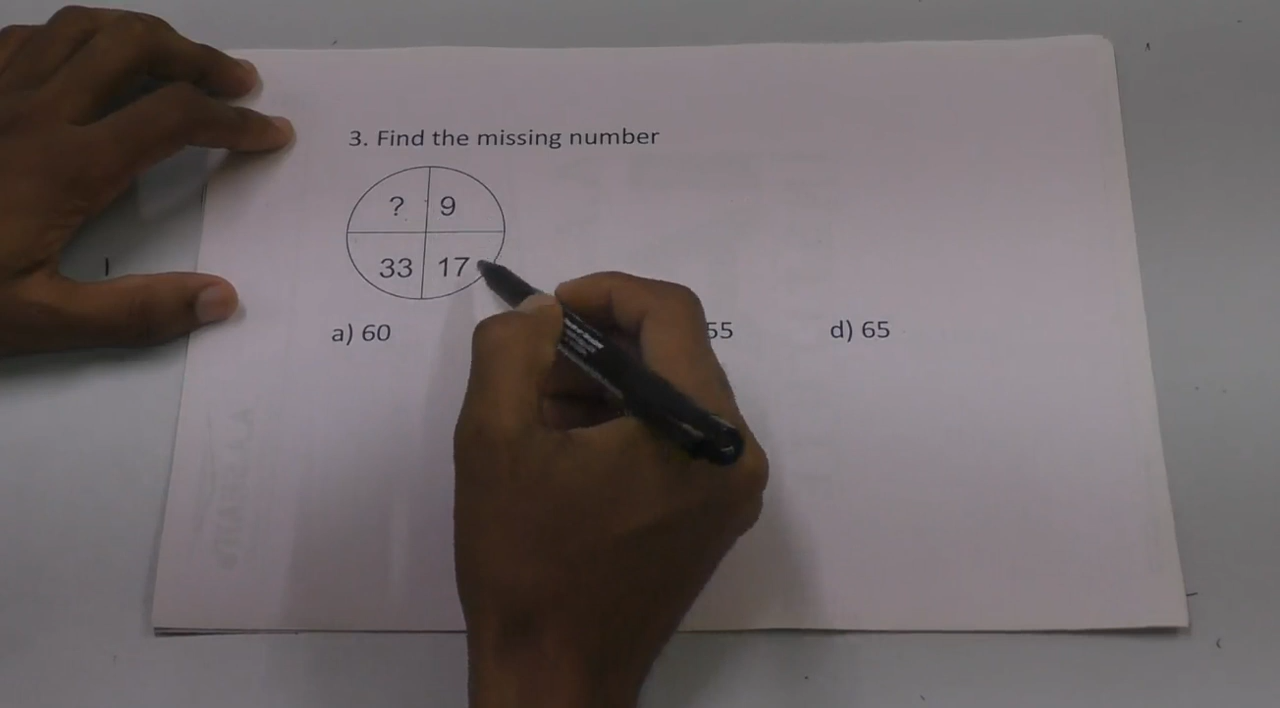 3. Find the missing number
? 9
33 17
a) 60 55 d) 65